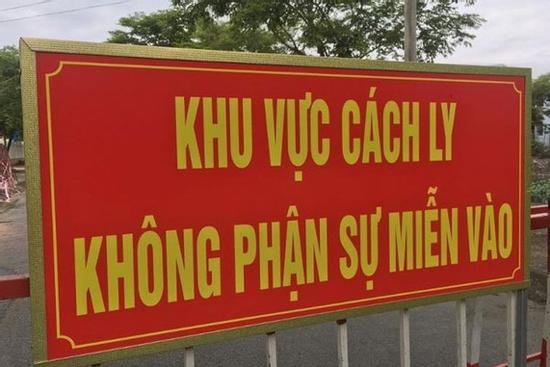 KHU VỰC CÁCH LY
KHÔNG PHẬN SỰ MIỄN VÀO